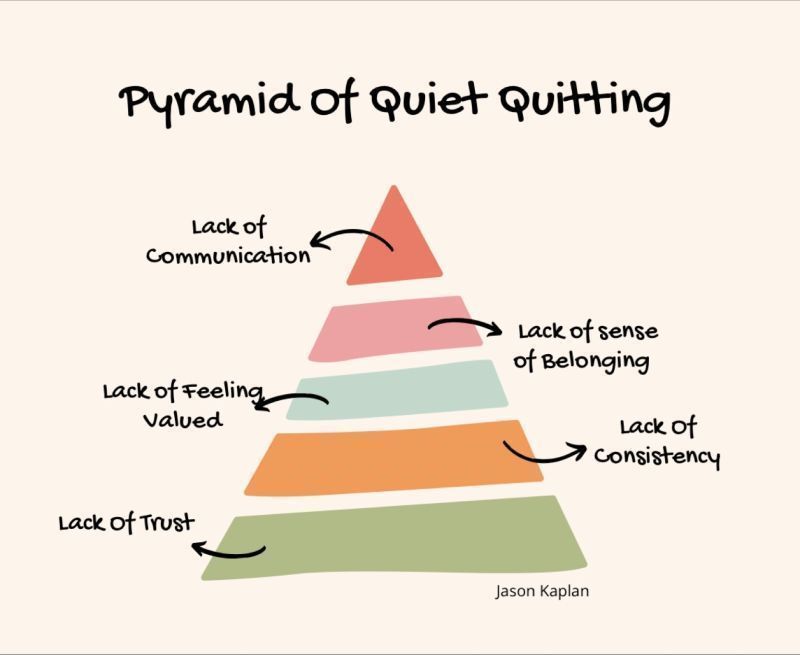 Pyramid Of Quiet Quitting
Lack of
Communication
Lack of sense
of Belonging
Lack of Feeling
Valued
Lack Of
Consistency
Lack Of Trust
Jason Kaplan